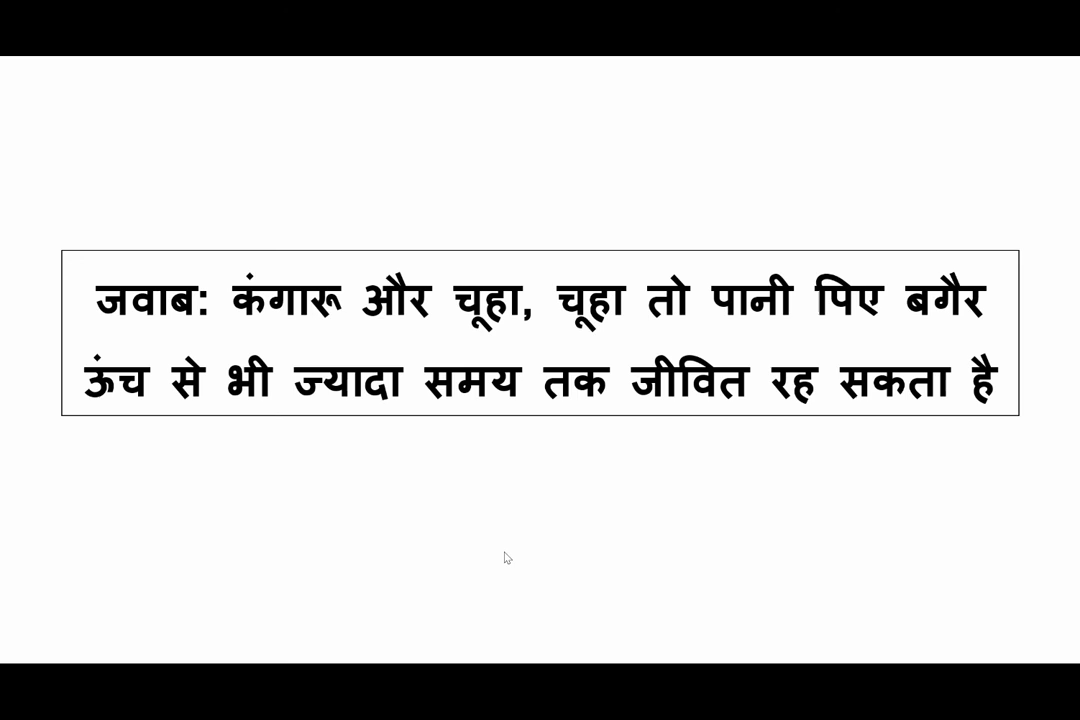 जवाब: कंगारू और चूहा, चूहा तो पानी पिए बगैर
ऊंच से भी ज्यादा समय तक जीवित रह सकता है